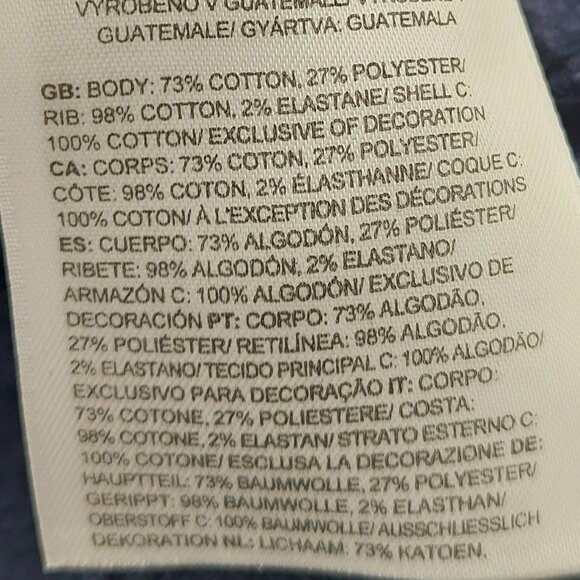 VYROBENO V GUATEMALE/
GUATEMALE/ GYÁRTVA: GUATEMALA
GB: BODY: 73% COTTON, 27% POLYESTER/
RIB: 98% COTTON, 2% ELASTANE/ SHELL C:
100% COTTON/ EXCLUSIVE OF DECORATION
CA: CORPS: 73% COTON, 27% POLYESTER/
CÔTE: 98% COTON, 2% ÉLASTHANNE/ COQUE C:
100% COTON/ À L'EXCEPTION DES DÉCORATIONS
ES: CUERPO: 73% ALGODÓN, 27% POLIÉSTER/
RIBETE: 98% ALGODÓN, 2% ELASTANO/
ARMAZÓN C: 100% ALGODÓN/ EXCLUSIVO DE
DECORACIÓN PT: CORPO: 73% ALGODÃO,
27% POLIÉSTER/ RETILÍNEA: 98% ALGODÃO,
2% ELASTANO/ TECIDO PRINCIPAL C: 100% ALGODÃO/
EXCLUSIVO PARA DECORAÇÃO IT: CORPO:
73% COTONE, 27% POLIESTERE/ COSTA:
98% COTONE, 2% ELASTAN/ STRATO ESTERNO C:
100% COTONE/ ESCLUSA LA DECORAZIONE DE:
HAUPTTEIL: 73% BAUMWOLLE, 27% POLYESTER/
GERIPPT: 98% BAUMWOLLE, 2% ELASTHAN/
OBERSTOFF C: 100% BAUMWOLLE/ AUSSCHLIESSLICH
DEKORATION NL: LICHAAM: 73% KATOEN,